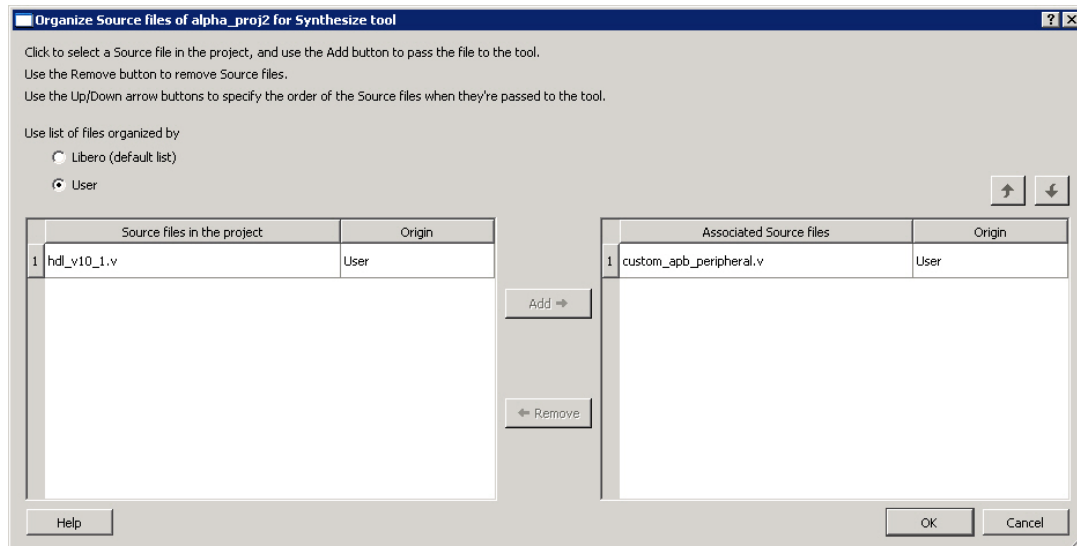 Organize Source files of alpha_proj2 for Synthesize tool
Click to select a Source file in the project, and use the Add button to pass the file to the tool.
Use the Remove button to remove Source files.
Use the Up/Down arrow buttons to specify the order of the Source files when they're passed to the tool.
Use list of files organized by
Libero (default list)
User
Source files in the project Origin
1 hdl_v10_1.v User
Add
Remove
Associated Source files Origin
1 custom_apb_peripheral.v User
Help OK Cancel